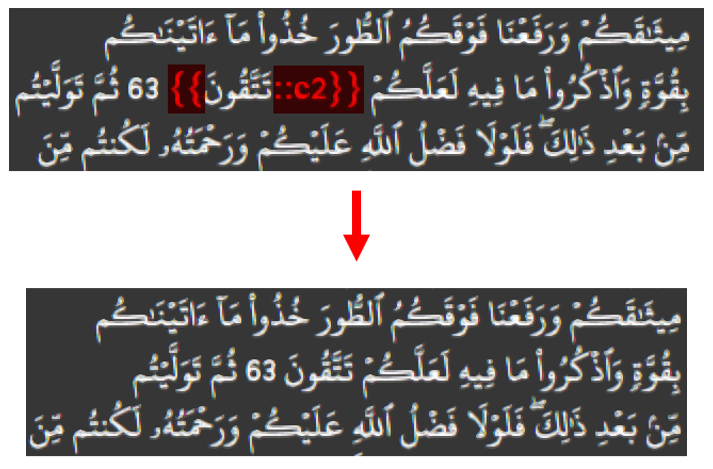 مِيثَٰقَكُمْ وَرَفَعْنَا فَوْقَكُمُ ٱلطُّورَ خُذُوا۟ مَآ ءَاتَيْنَٰكُم
بِقُوَّةٍ وَٱذْكُرُوا۟ مَا فِيهِ لَعَلَّكُمْ {{c2::تَتَّقُونَ}} 63 ثُمَّ تَوَلَّيْتُم
مِّنۢ بَعْدِ ذَٰلِكَ ۖ فَلَوْلَا فَضْلُ ٱللَّهِ عَلَيْكُمْ وَرَحْمَتُهُۥ لَكُنتُم مِّنَ
مِيثَٰقَكُمْ وَرَفَعْنَا فَوْقَكُمُ ٱلطُّورَ خُذُوا۟ مَآ ءَاتَيْنَٰكُم
بِقُوَّةٍ وَٱذْكُرُوا۟ مَا فِيهِ لَعَلَّكُمْ تَتَّقُونَ 63 ثُمَّ تَوَلَّيْتُم
مِّنۢ بَعْدِ ذَٰلِكَ ۖ فَلَوْلَا فَضْلُ ٱللَّهِ عَلَيْكُمْ وَرَحْمَتُهُۥ لَكُنتُم مِّنَ